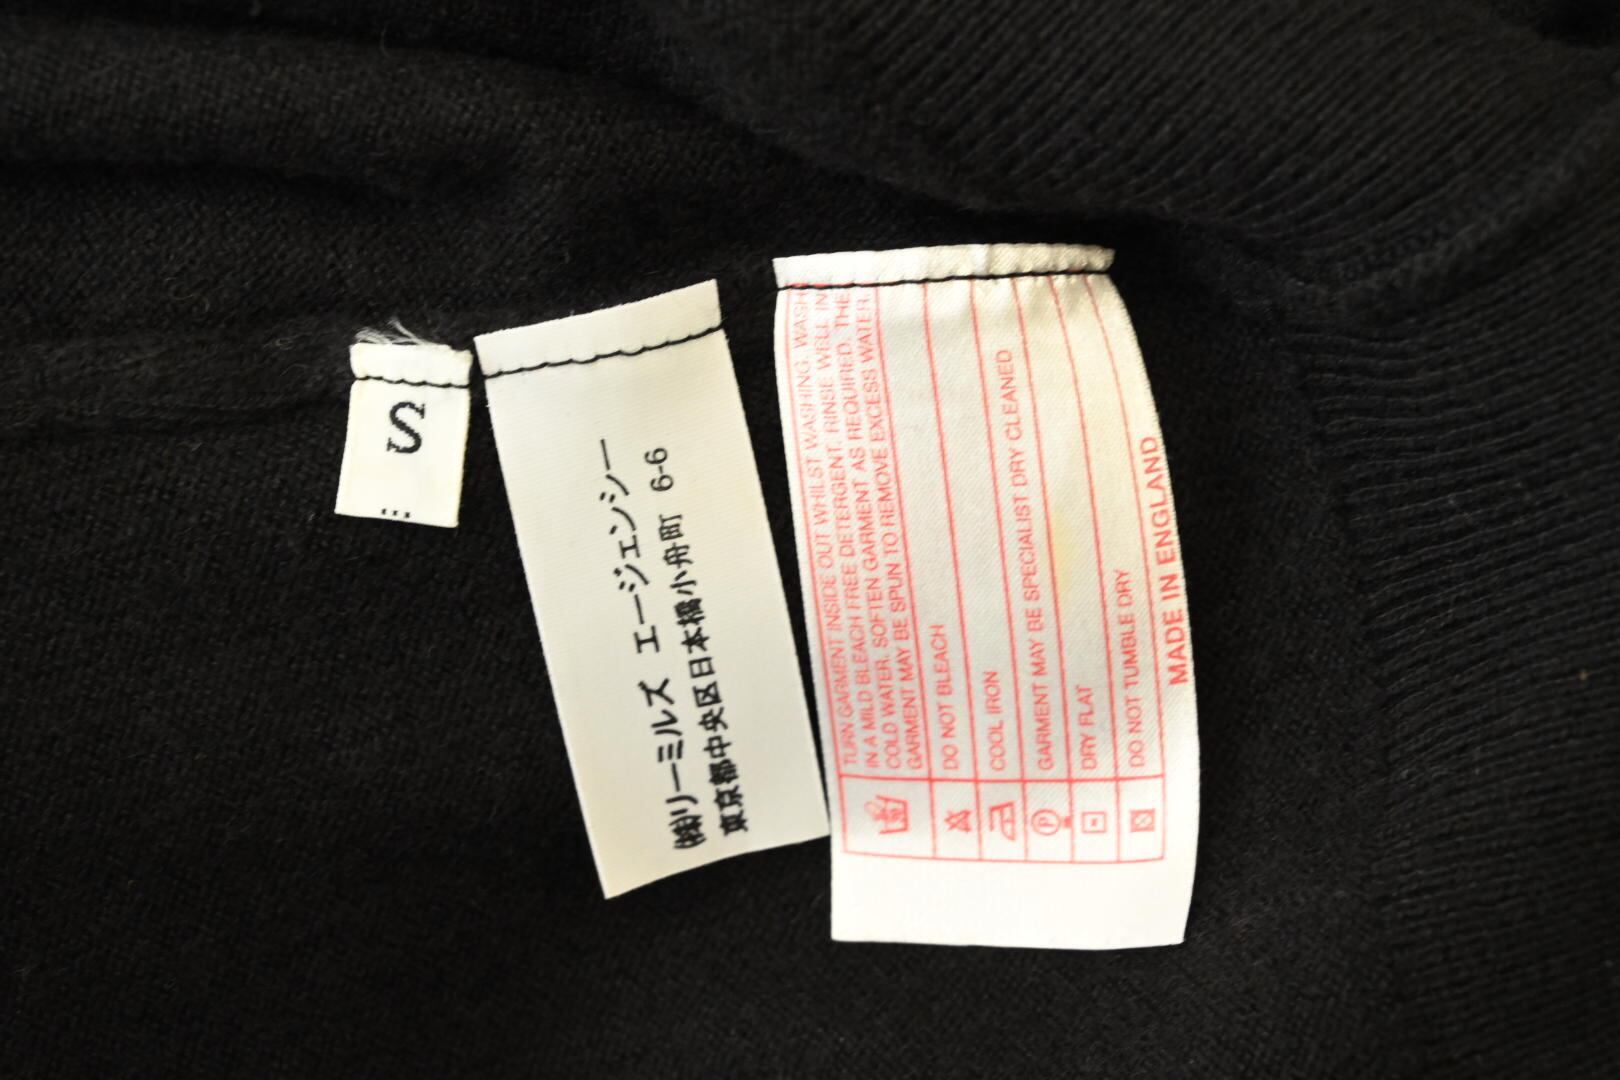 S
㈱リーミルズ エージェンシー
東京都中央区日本橋小舟町 6-6
TURN GARMENT INSIDE OUT WHILST WASHING. WASH
IN A MILD BLEACH FREE DETERGENT. RINSE WELL IN
COLD WATER. SOFTEN GARMENT AS REQUIRED. THE
GARMENT MAY BE SPUN TO REMOVE EXCESS WATER.
DO NOT BLEACH
COOL IRON
GARMENT MAY BE SPECIALIST DRY CLEANED
DRY FLAT
DO NOT TUMBLE DRY
MADE IN ENGLAND
30
P